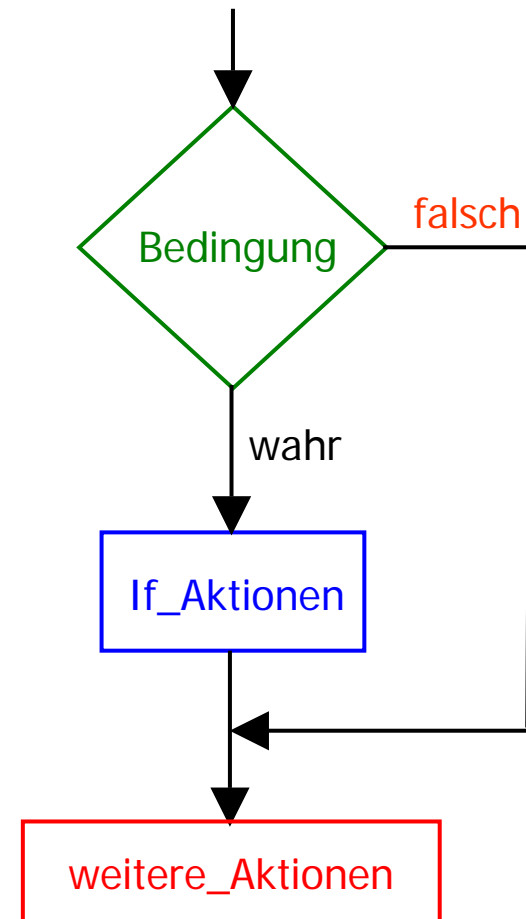 falsch
Bedingung
wahr
If_Aktionen
weitere_Aktionen